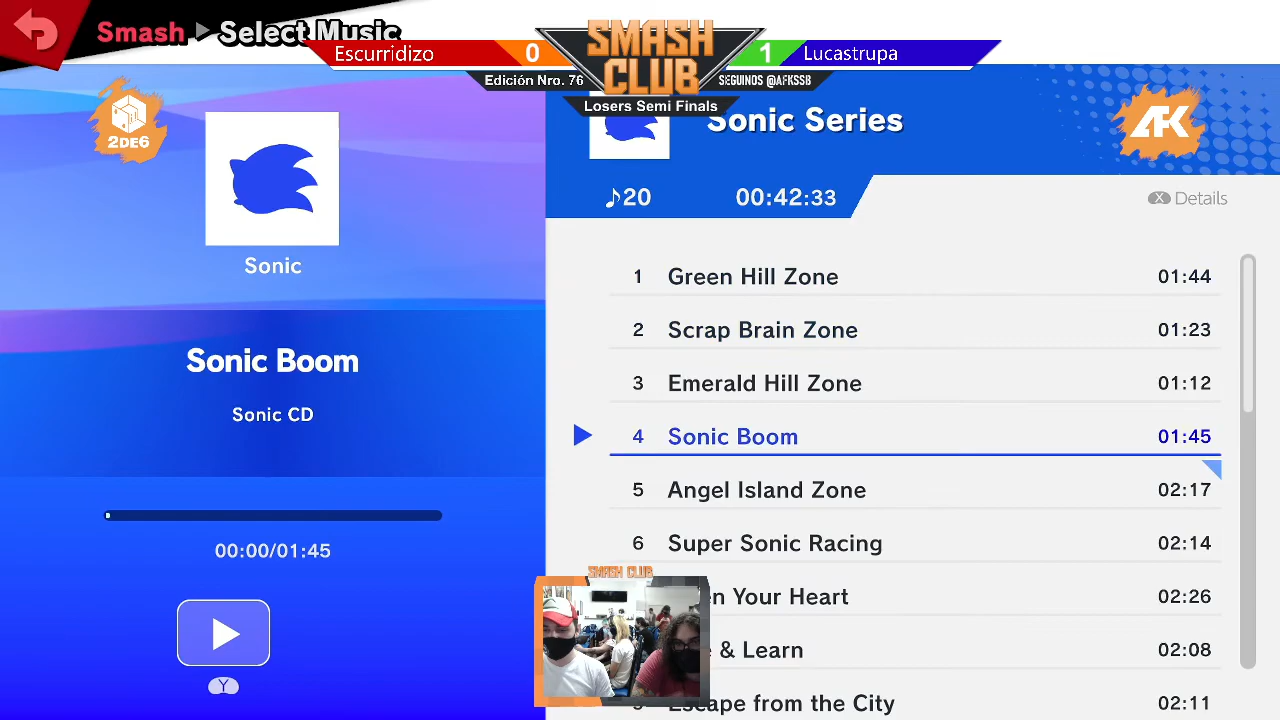 Smash ▶ Select Music
Escurridizo 0
SMASH CLUB
1 Lucastrupa
Edición Nro. 76
SEGUINOS @AFKSSB
Losers Semi Finals
2DE6
Sonic
Sonic Boom
Sonic CD
00:00/01:45
Y
Sonic Series
AFK
♪20 00:42:33
X Details
1 Green Hill Zone 01:44
2 Scrap Brain Zone 01:23
3 Emerald Hill Zone 01:12
4 Sonic Boom 01:45
5 Angel Island Zone 02:17
6 Super Sonic Racing 02:14
n Your Heart 02:26
& Learn 02:08
Escape from the City 02:11
SMASH CLUB